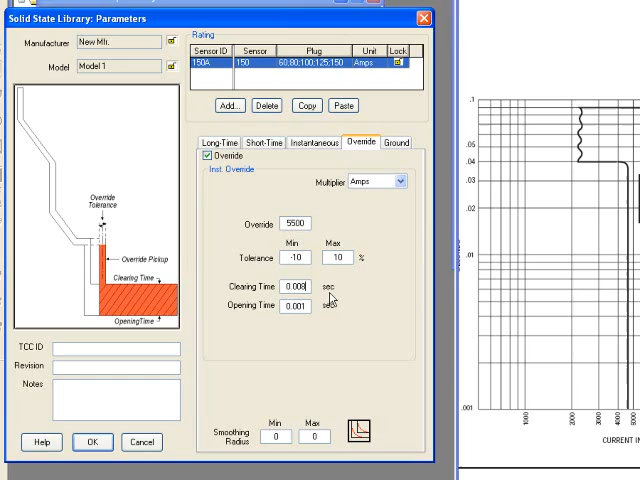 Solid State Library: Parameters
Manufacturer
New Mfr.
Model
Model 1
Override
Tolerance
Override Pickup
Clearing Time
OpeningTime
TCC ID
Revision
Notes
Help
OK
Cancel
Rating
Sensor ID Sensor Plug Unit Lock
150A 150 60;80;100;125;150 Amps
Add...
Delete
Copy
Paste
Long-Time Short-Time Instantaneous Override Ground
Override
Inst. Override
Multiplier Amps
Override 5500
Min Max
Tolerance -10 10 %
Clearing Time 0.008 sec
Opening Time 0.001 sec
Min Max
Smoothing
Radius 0 0
.1
.05
.04
.03
.02
.01
.001
1000
2000
3000
4000
5000
CURRENT IN